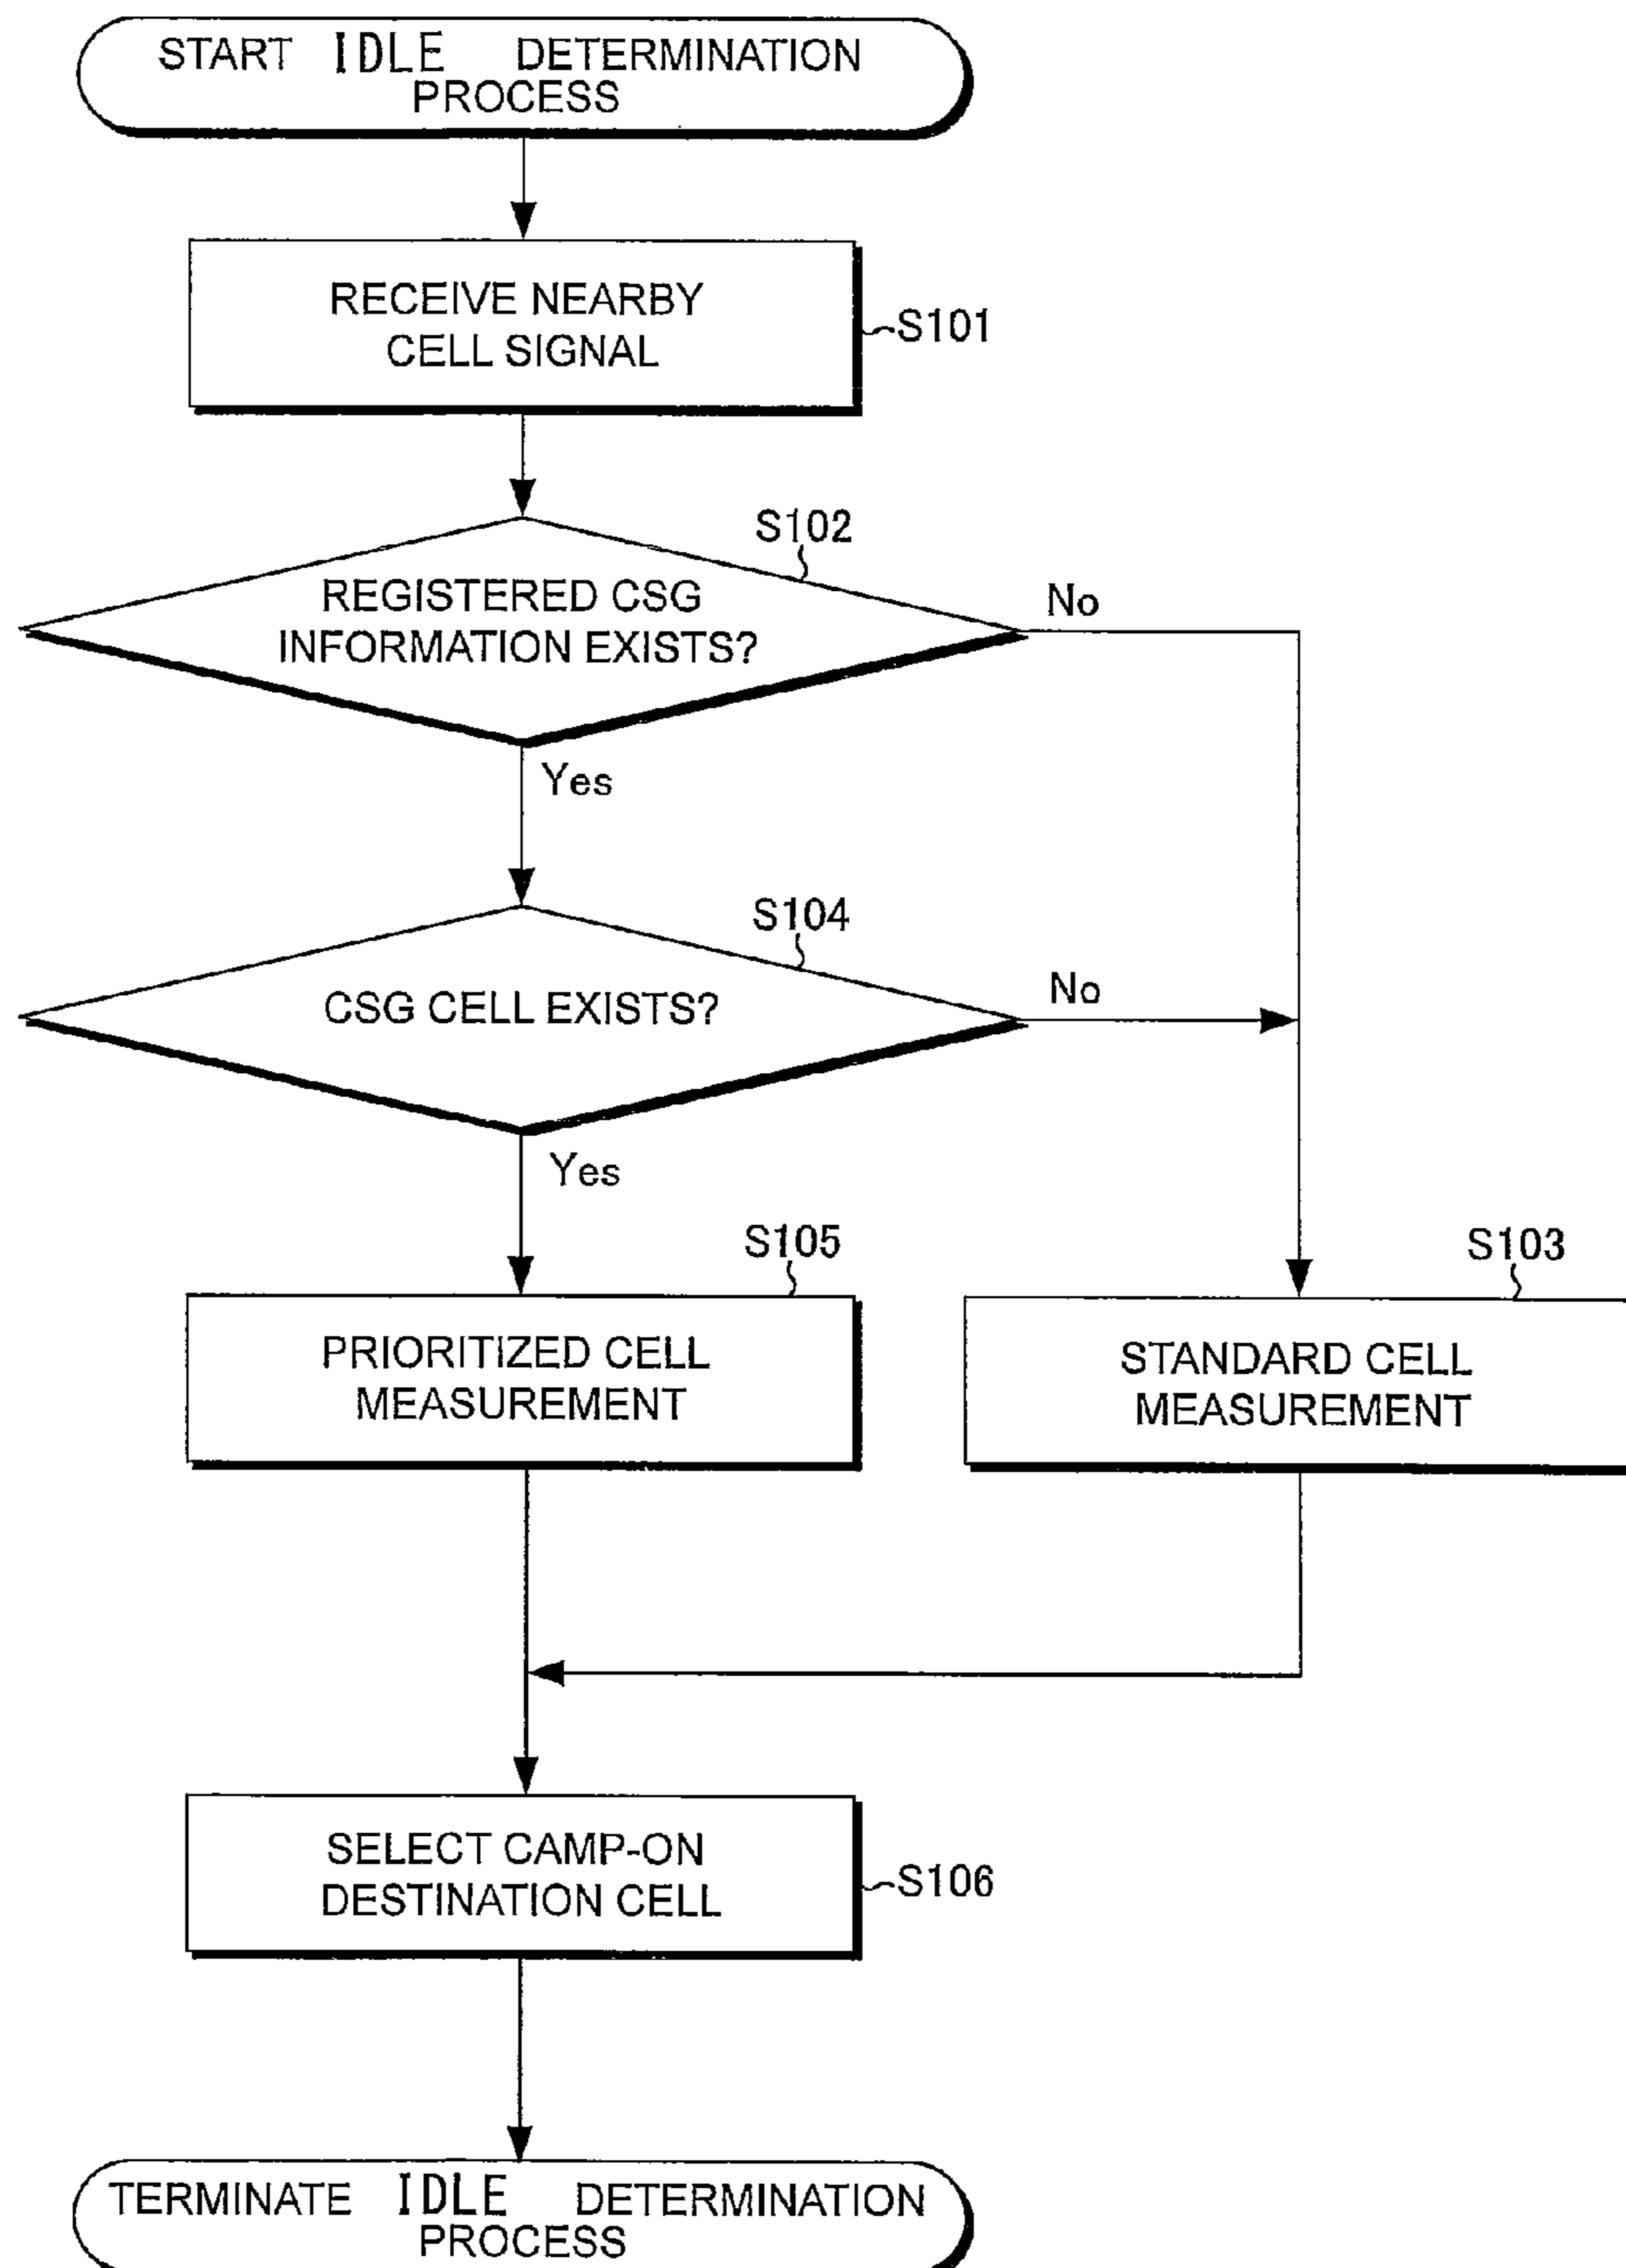 START IDLE DETERMINATION
PROCESS
RECEIVE NEARBY
CELL SIGNAL
S101
S102
REGISTERED CSG
INFORMATION EXISTS?
No
Yes
S104
CSG CELL EXISTS?
No
Yes
S105
PRIORITIZED CELL
MEASUREMENT
S103
STANDARD CELL
MEASUREMENT
SELECT CAMP-ON
DESTINATION CELL
S106
TERMINATE IDLE DETERMINATION
PROCESS